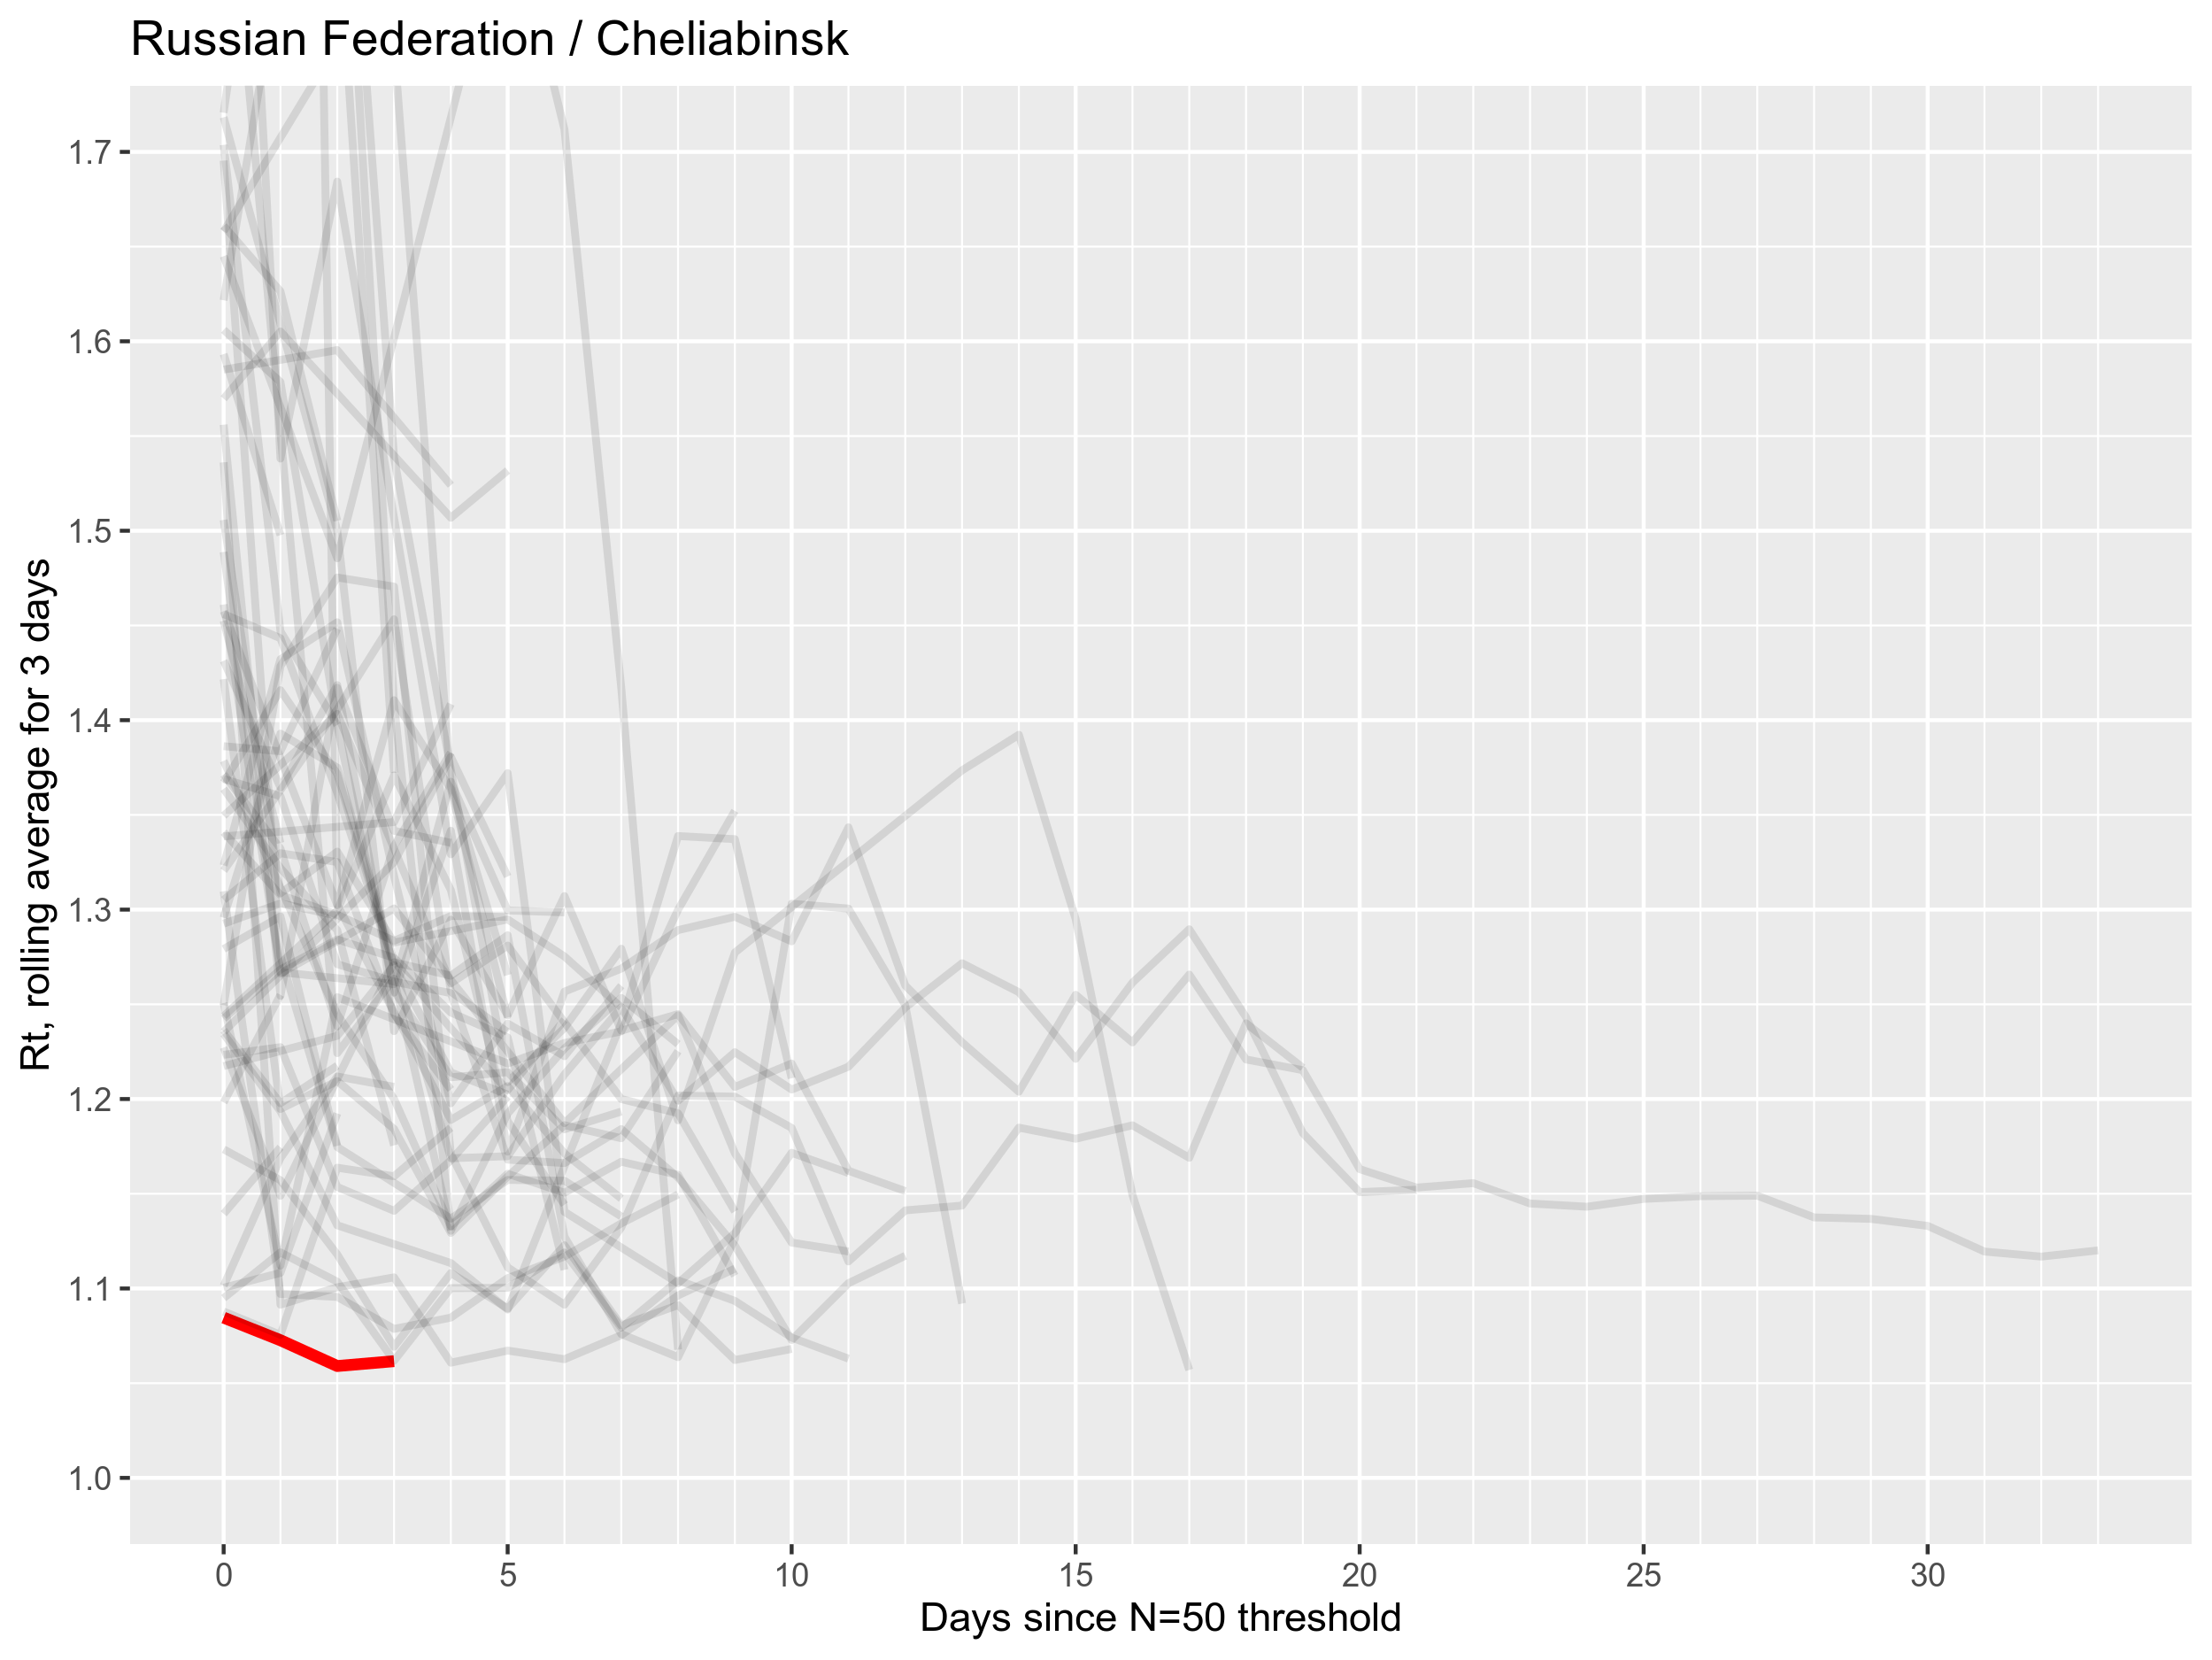 Russian Federation / Cheliabinsk
Rt, rolling average for 3 days
1.7
1.6
1.5
1.4
1.3
1.2
1.1
1.0
0 5 10 15 20 25 30
Days since N=50 threshold